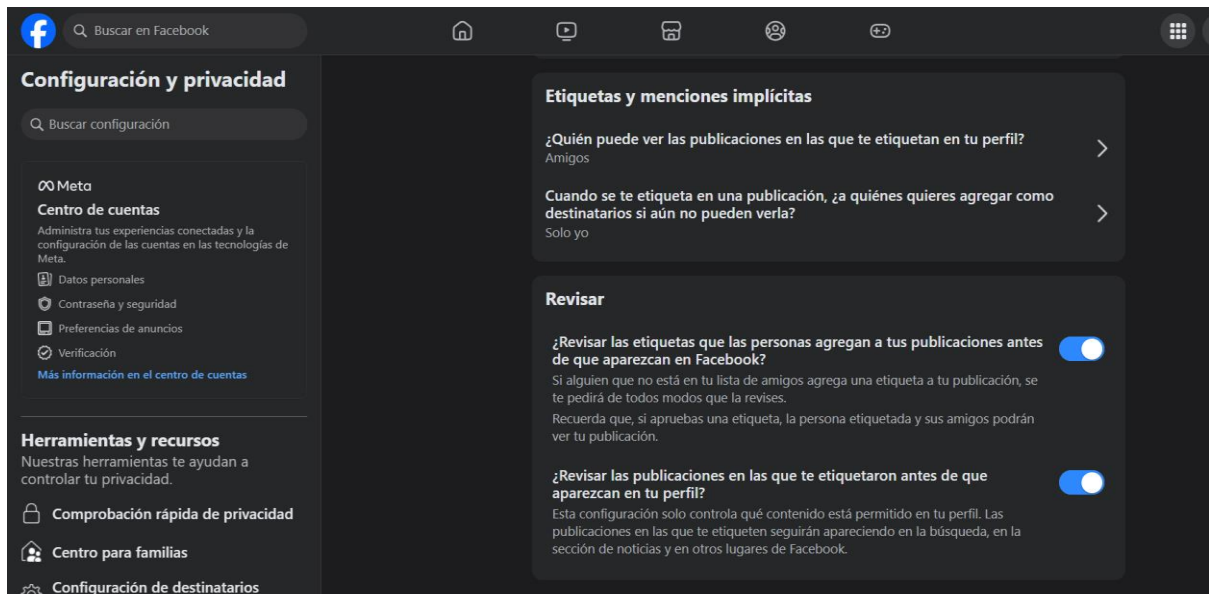 Buscar en Facebook
Configuración y privacidad
Buscar configuración
Meta
Centro de cuentas
Administra tus experiencias conectadas y la
configuración de las cuentas en las tecnologías de
Meta.
Datos personales
Contraseña y seguridad
Preferencias de anuncios
Verificación
Más información en el centro de cuentas
Herramientas y recursos
Nuestras herramientas te ayudan a
controlar tu privacidad.
Comprobación rápida de privacidad
Centro para familias
Configuración de destinatarios
Etiquetas y menciones implícitas
¿Quién puede ver las publicaciones en las que te etiquetan en tu perfil?
Amigos
Cuando se te etiqueta en una publicación, ¿a quiénes quieres agregar como
destinatarios si aún no pueden verla?
Solo yo
Revisar
¿Revisar las etiquetas que las personas agregan a tus publicaciones antes
de que aparezcan en Facebook?
Si alguien que no está en tu lista de amigos agrega una etiqueta a tu publicación, se
te pedirá de todos modos que la revises.
Recuerda que, si apruebas una etiqueta, la persona etiquetada y sus amigos podrán
ver tu publicación.
¿Revisar las publicaciones en las que te etiquetaron antes de que
aparezcan en tu perfil?
Esta configuración solo controla qué contenido está permitido en tu perfil. Las
publicaciones en las que te etiqueten seguirán apareciendo en la búsqueda, en la
sección de noticias y en otros lugares de Facebook.